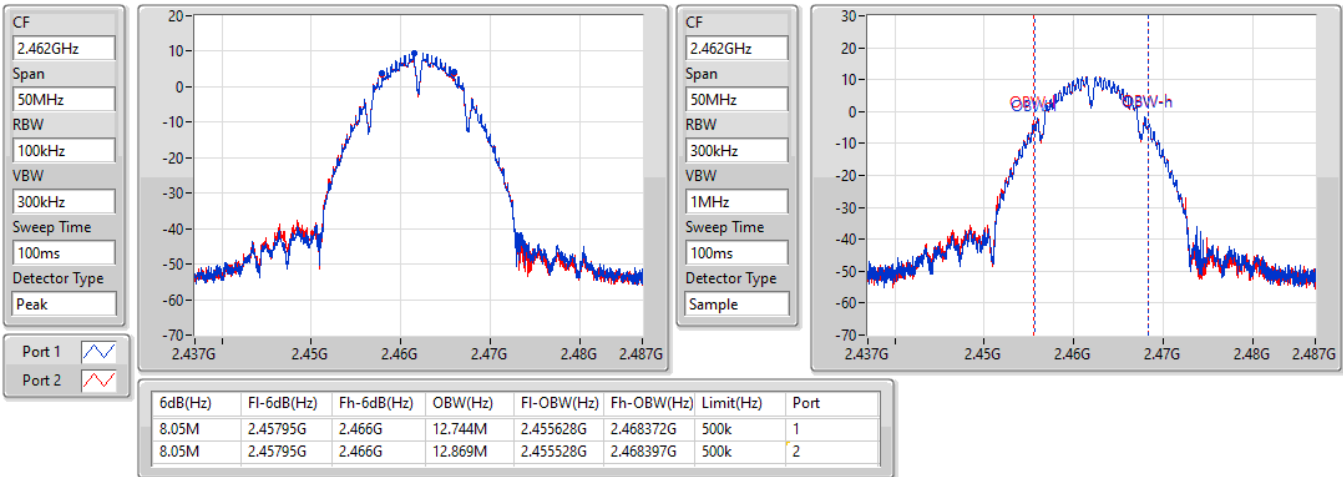 CF
2.462GHz
Span
50MHz
RBW
100kHz
VBW
300kHz
Sweep Time
100ms
Detector Type
Peak
Port 1
Port 2
20
10
0
-10
-20
-30
-40
-50
-60
-70
2.437G 2.45G 2.46G 2.47G 2.48G 2.487G
CF
2.462GHz
Span
50MHz
RBW
300kHz
VBW
1MHz
Sweep Time
100ms
Detector Type
Sample
30
20
10
0
-10
-20
-30
-40
-50
-60
-70
OBW-h
2.437G 2.45G 2.46G 2.47G 2.48G 2.487G
6dB(Hz) Fl-6dB(Hz) Fh-6dB(Hz) OBW(Hz) Fl-OBW(Hz) Fh-OBW(Hz) Limit(Hz) Port
8.05M 2.45795G 2.466G 12.744M 2.455628G 2.468372G 500k 1
8.05M 2.45795G 2.466G 12.869M 2.455528G 2.468397G 500k 2